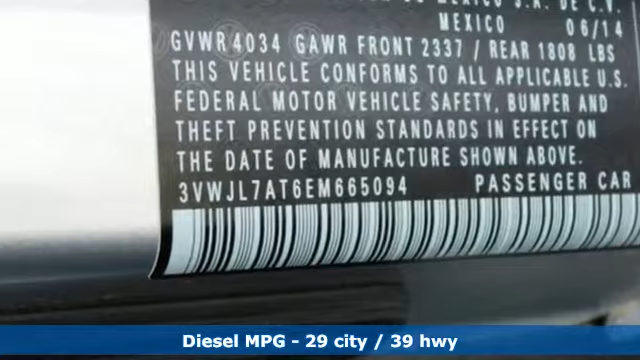 MEXICO S.A. DE C.V.
MEXICO 06/14
GVWR 4034 GAWR FRONT 2337 / REAR 1808 LBS
THIS VEHICLE CONFORMS TO ALL APPLICABLE U.S.
FEDERAL MOTOR VEHICLE SAFETY, BUMPER AND
THEFT PREVENTION STANDARDS IN EFFECT ON
THE DATE OF MANUFACTURE SHOWN ABOVE.
3VWJL7AT6EM665094 PASSENGER CAR
Diesel MPG - 29 city / 39 hwy